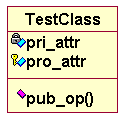 TestClass
pri_attr
pro_attr
pub_op()